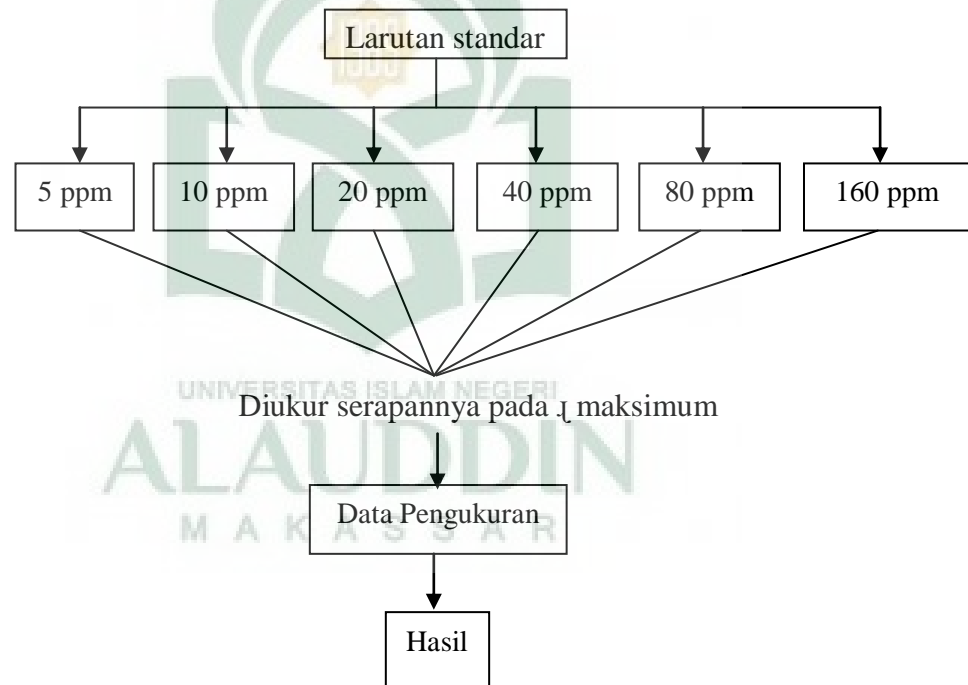 Larutan standar
5 ppm
10 ppm
20 ppm
40 ppm
80 ppm
160 ppm
UNIVERSITAS ISLAM NEGERI
Diukur serapannya pada ʅ maksimum
ALAUDDIN
Data Pengukuran
MAKASSAR
Hasil